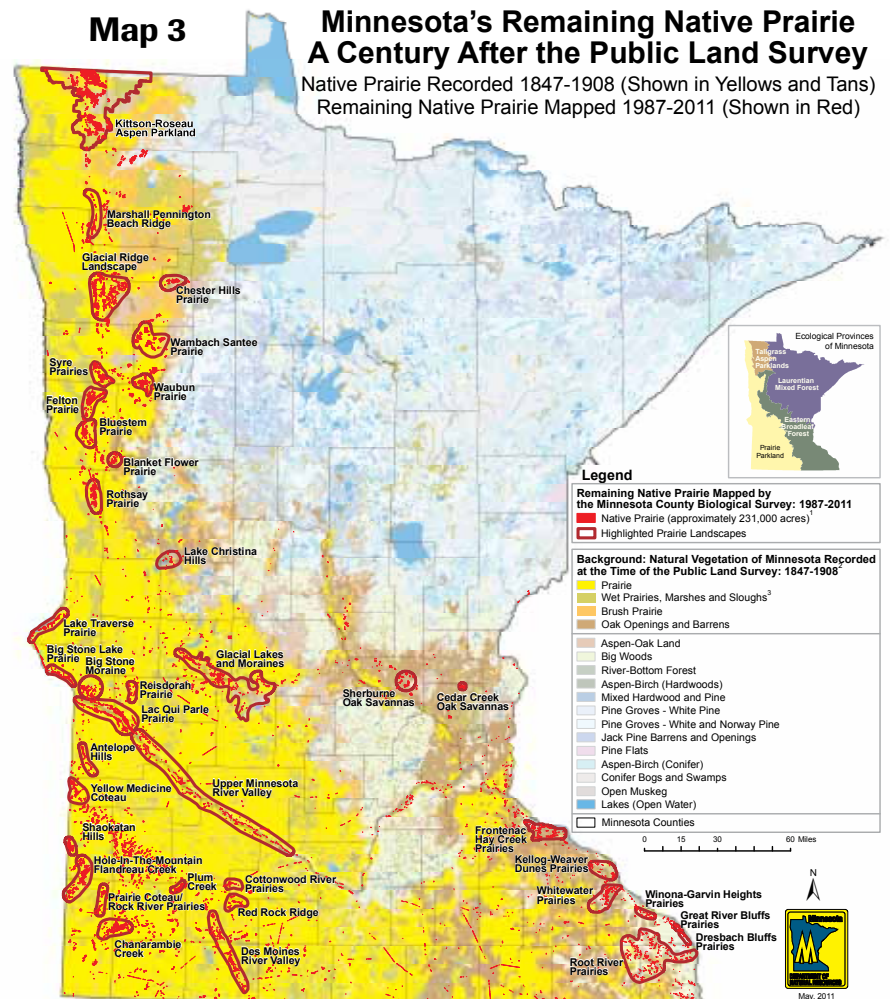 Map 3
Minnesota's Remaining Native Prairie
A Century After the Public Land Survey
Native Prairie Recorded 1847-1908 (Shown in Yellows and Tans)
Remaining Native Prairie Mapped 1987-2011 (Shown in Red)
Kittson-Roseau
Aspen Parkland
Marshall Pennington
Beach Ridge
Glacial Ridge
Landscape
Chester Hills
Prairie
Wambach Santee
Prairie
Syre
Prairies
Waubun
Prairie
Felton
Prairie
Bluestem
Prairie
Blanket Flower
Prairie
Rothsay
Prairie
Lake Christina
Hills
Lake Traverse
Prairie
Big Stone Lake
Prairie
Big Stone
Moraine
Reisdorah
Prairie
Glacial Lakes
and Moraines
Lac Qui Parle
Prairie
Sherburne
Oak Savannas
Cedar Creek
Oak Savannas
Antelope
Hills
Yellow Medicine
Coteau
Upper Minnesota
River Valley
Shaokatan
Hills
Hole-In-The-Mountain
Flandreau Creek
Plum
Creek
Cottonwood River
Prairies
Prairie Coteau/
Rock River Prairies
Red Rock Ridge
Chanarambie
Creek
Des Moines
River Valley
Frontenac
Hay Creek
Prairies
Kellog-Weaver
Dunes Prairies
Whitewater
Prairies
Winona-Garvin Heights
Prairies
Great River Bluffs
Prairies
Dresbach Bluffs
Prairies
Root River
Prairies
Ecological Provinces
of Minnesota
Tallgrass
Aspen
Parklands
Laurentian
Mixed Forest
Eastern
Broadleaf
Forest
Prairie
Parkland
Legend
Remaining Native Prairie Mapped by
the Minnesota County Biological Survey: 1987-2011
Native Prairie (approximately 231,000 acres)1
Highlighted Prairie Landscapes
Background: Natural Vegetation of Minnesota Recorded
at the Time of the Public Land Survey: 1847-19082
Prairie
Wet Prairies, Marshes and Sloughs3
Brush Prairie
Oak Openings and Barrens
Aspen-Oak Land
Big Woods
River-Bottom Forest
Aspen-Birch (Hardwoods)
Mixed Hardwood and Pine
Pine Groves - White Pine
Pine Groves - White and Norway Pine
Jack Pine Barrens and Openings
Pine Flats
Aspen-Birch (Conifer)
Conifer Bogs and Swamps
Open Muskeg
Lakes (Open Water)
Minnesota Counties
0 15 30 60 Miles
N
Minnesota
DEPARTMENT OF
NATURAL RESOURCES
May, 2011